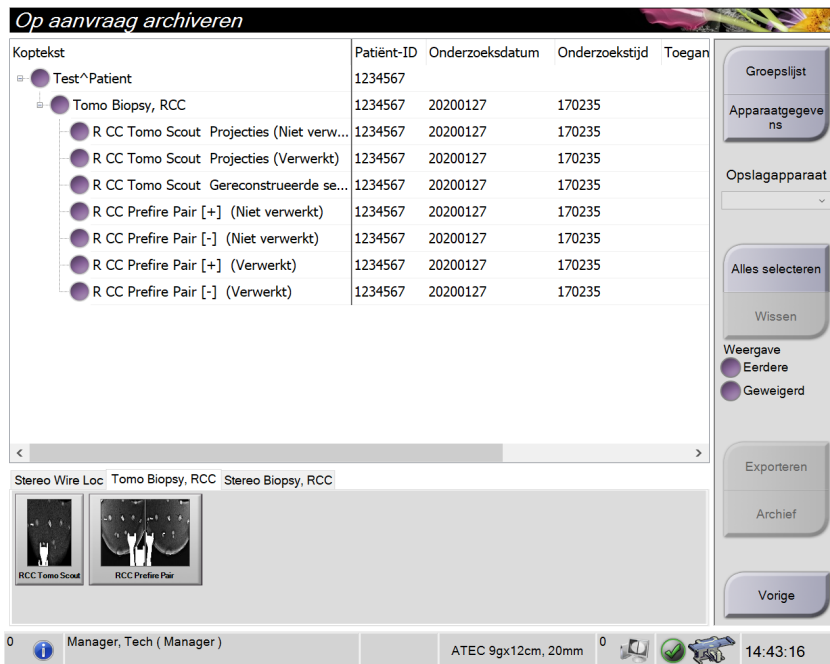 Op aanvraag archiveren
Koptekst Patiënt-ID Onderzoeksdatum Onderzoekstijd Toegan
Test^Patient 1234567
Tomo Biopsy, RCC 1234567 20200127 170235
R CC Tomo Scout Projecties (Niet verw... 1234567 20200127 170235
R CC Tomo Scout Projecties (Verwerkt) 1234567 20200127 170235
R CC Tomo Scout Gereconstrueerde se... 1234567 20200127 170235
R CC Prefire Pair [+] (Niet verwerkt) 1234567 20200127 170235
R CC Prefire Pair [-] (Niet verwerkt) 1234567 20200127 170235
R CC Prefire Pair [+] (Verwerkt) 1234567 20200127 170235
R CC Prefire Pair [-] (Verwerkt) 1234567 20200127 170235
Groepslijst
Apparaatgegeve
ns
Opslagapparaat
Alles selecteren
Wissen
Weergave
Eerdere
Geweigerd
Exporteren
Archief
Vorige
Stereo Wire Loc Tomo Biopsy, RCC Stereo Biopsy, RCC
RCC Tomo Scout RCC Prefire Pair
0 Manager, Tech ( Manager ) ATEC 9gx12cm, 20mm 0 14:43:16